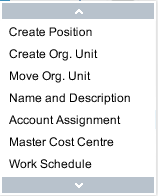 Create Position
Create Org. Unit
Move Org. Unit
Name and Description
Account Assignment
Master Cost Centre
Work Schedule